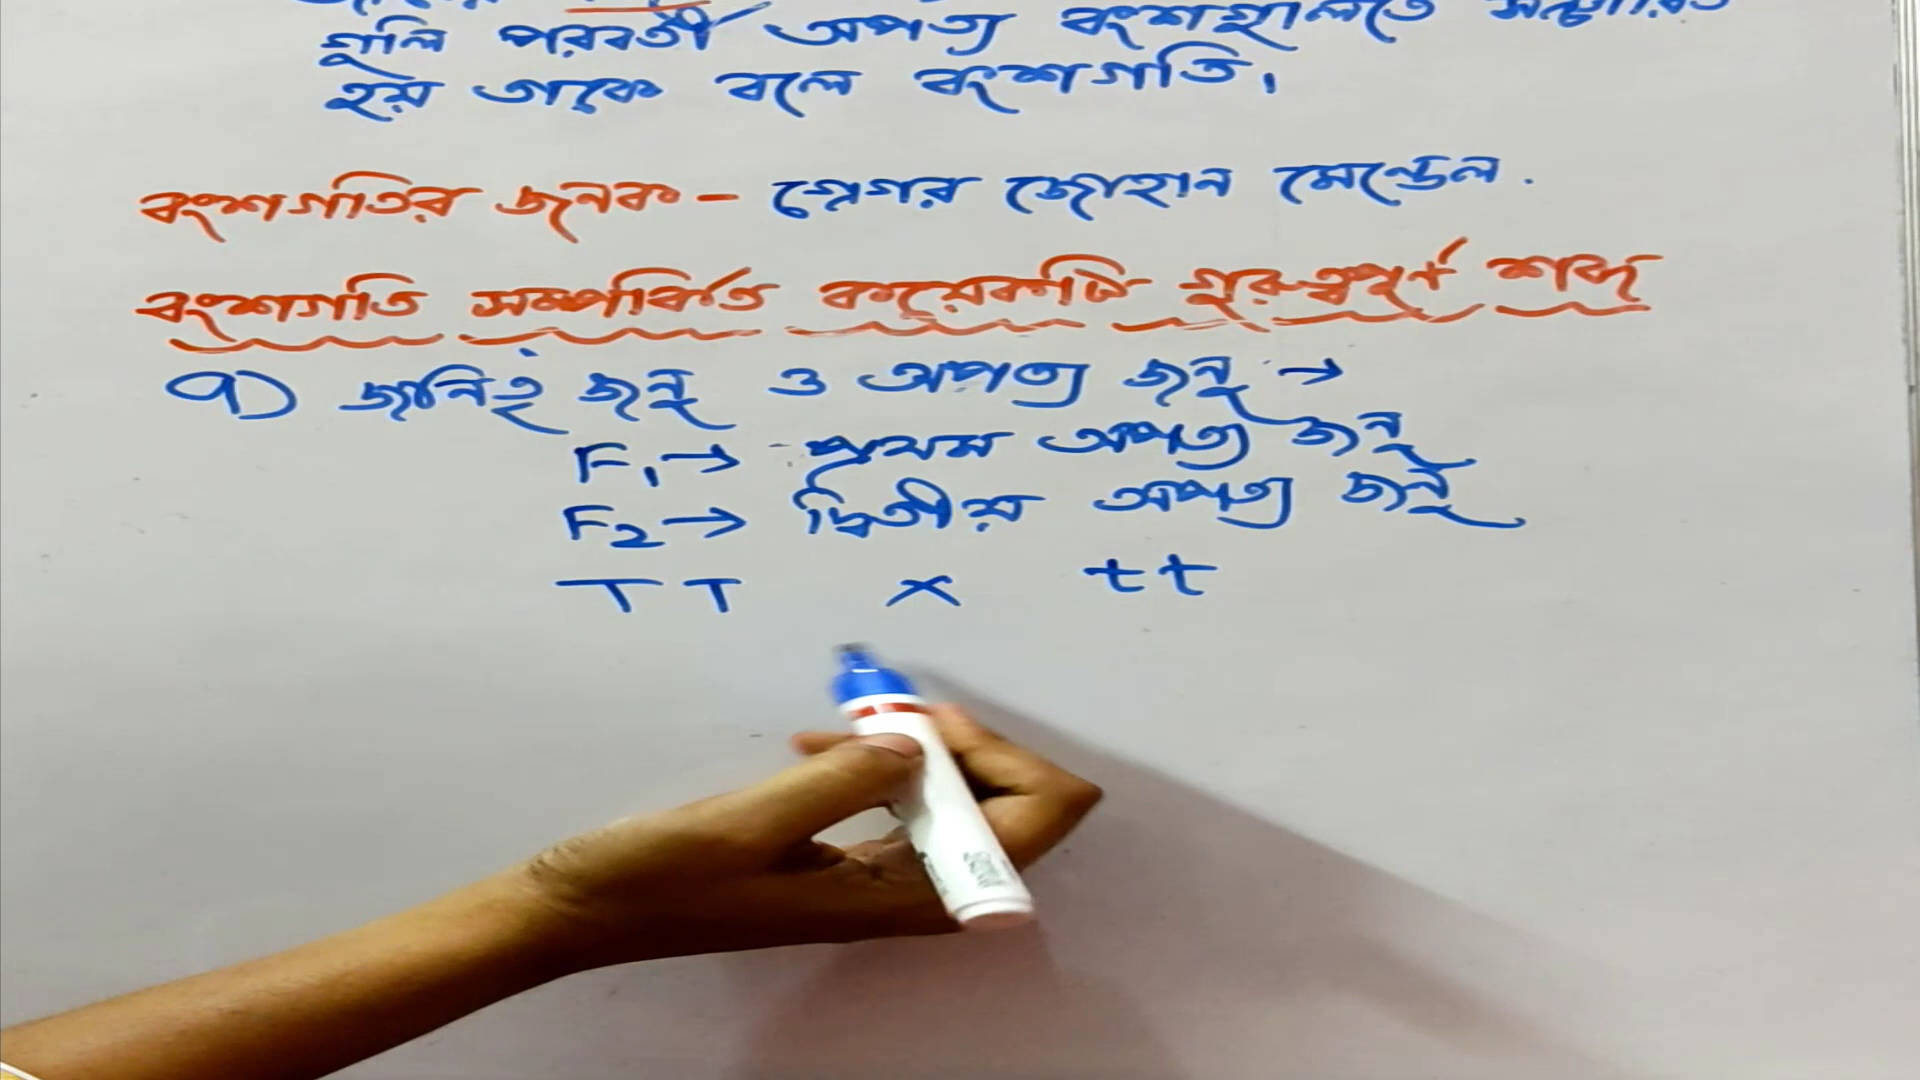 গুলি পরবর্তী অপত্য বংশগুলিতে সঞ্চারিত
হয় তাকে বলে বংশগতি।
বংশগতির জনক - গ্রেগর জোহান মেন্ডেল.
বংশগতি সম্পর্কিত কয়েকটি গুরুত্বপূর্ণ শব্দ
9) জনিতৃ জনু ও অপত্য জনু →
F₁ → প্রথম অপত্য জনু
F₂ → দ্বিতীয় অপত্য জনু
TT x tt